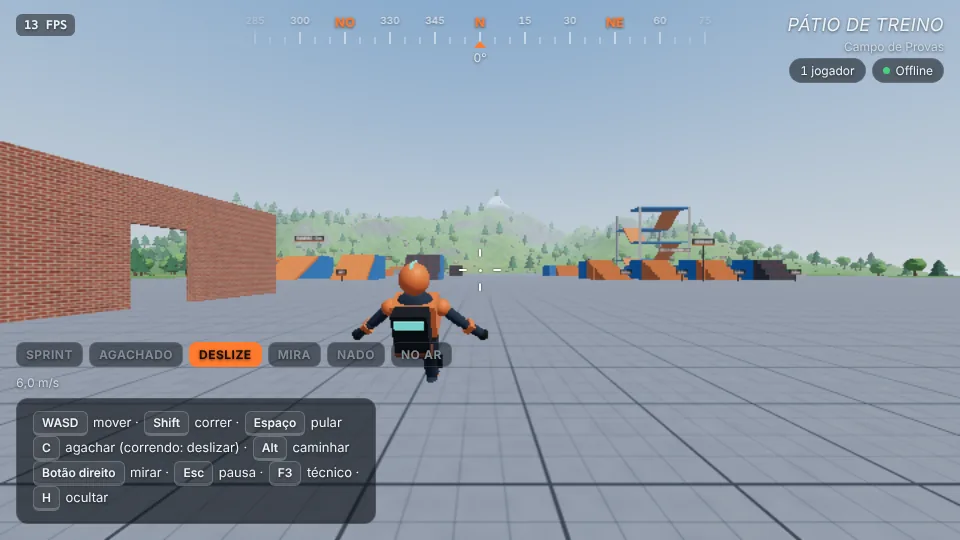 13 FPS
285 300 NO 330 345 N 15 30 NE 60 75
0°
PÁTIO DE TREINO
Campo de Provas
1 jogador Offline
SPRINT AGACHADO DESLIZE MIRA NADO NO AR
6,0 m/s
WASD mover · Shift correr · Espaço pular
C agachar (correndo: deslizar) · Alt caminhar
Botão direito mirar · Esc pausa · F3 técnico ·
H ocultar